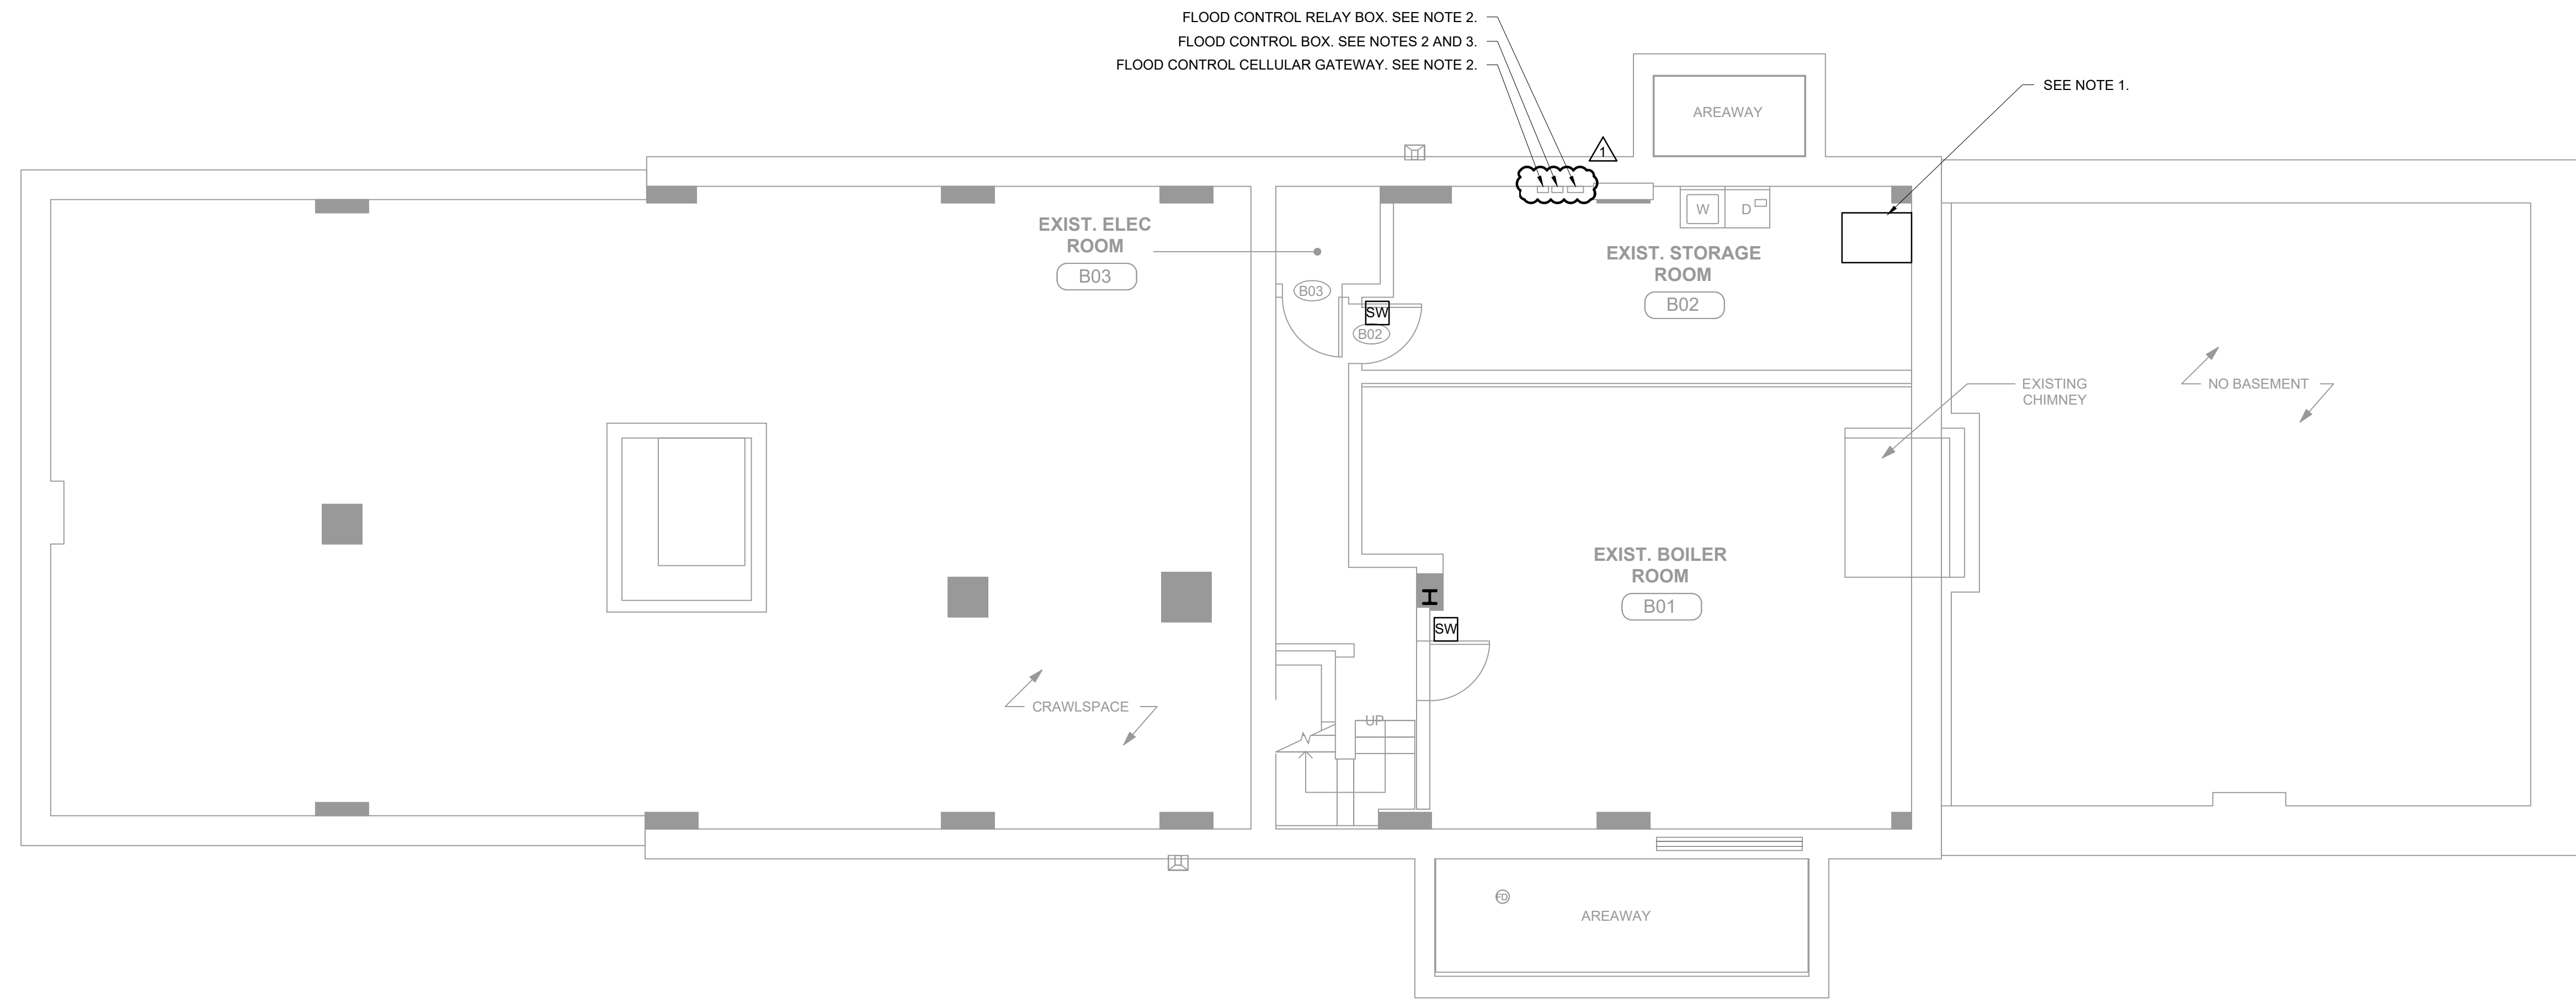 FLOOD CONTROL RELAY BOX. SEE NOTE 2.
FLOOD CONTROL BOX. SEE NOTES 2 AND 3.
FLOOD CONTROL CELLULAR GATEWAY. SEE NOTE 2.
SEE NOTE 1.
AREAWAY
1
W
D
EXIST. ELEC
ROOM
B03
EXIST. STORAGE
ROOM
B02
B03
SW
B02
EXISTING
CHIMNEY
NO BASEMENT
EXIST. BOILER
ROOM
B01
SW
CRAWLSPACE
UP
FD
AREAWAY